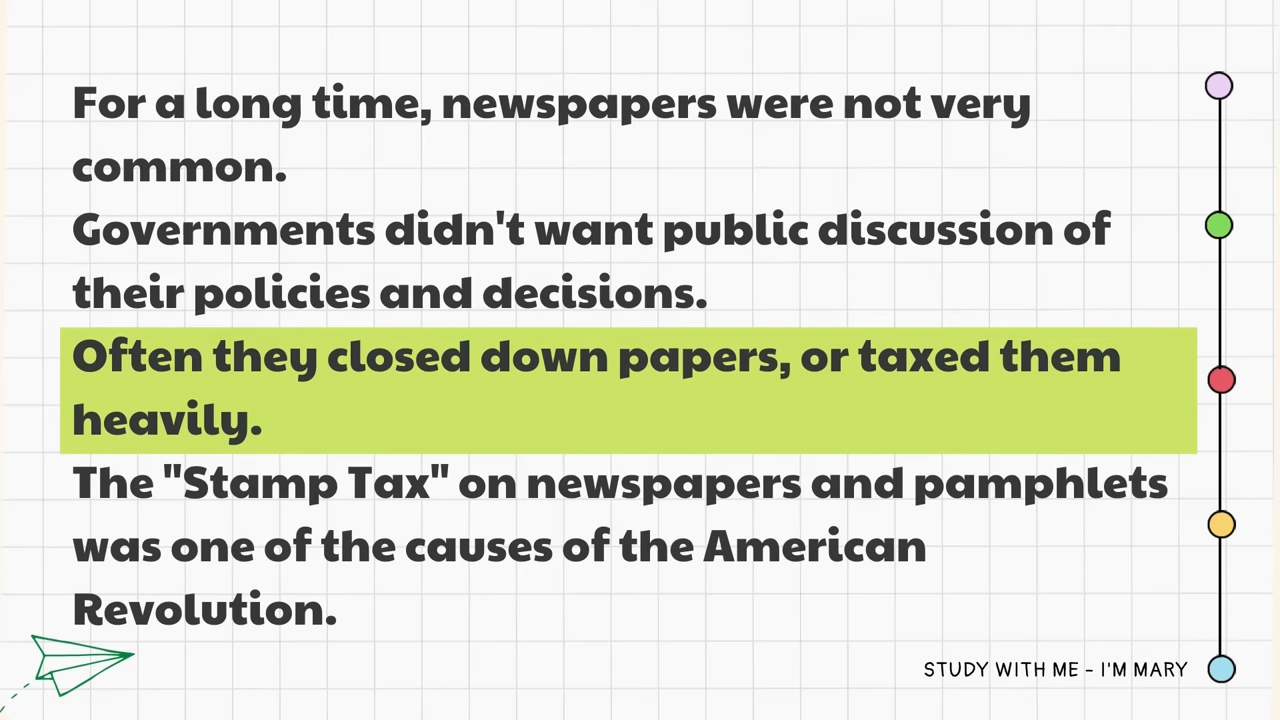 For a long time, newspapers were not very
common.
Governments didn't want public discussion of
their policies and decisions.
Often they closed down papers, or taxed them
heavily.
The "Stamp Tax" on newspapers and pamphlets
was one of the causes of the American
Revolution.
STUDY WITH ME - I'M MARY